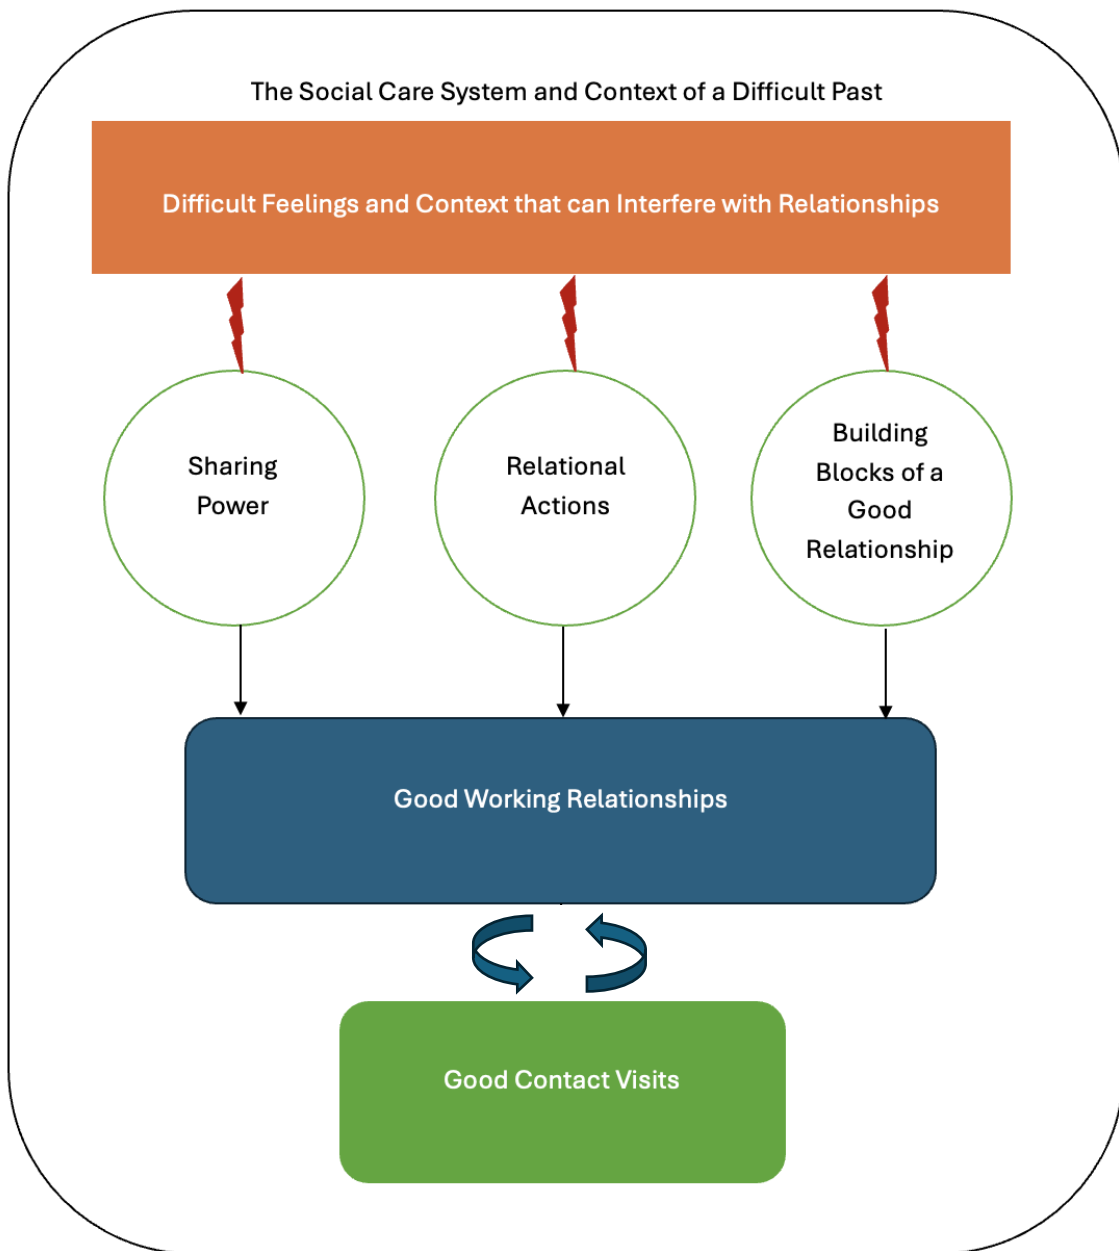 The Social Care System and Context of a Difficult Past
Difficult Feelings and Context that can Interfere with Relationships
Sharing
Power
Relational
Actions
Building
Blocks of a
Good
Relationship
Good Working Relationships
Good Contact Visits